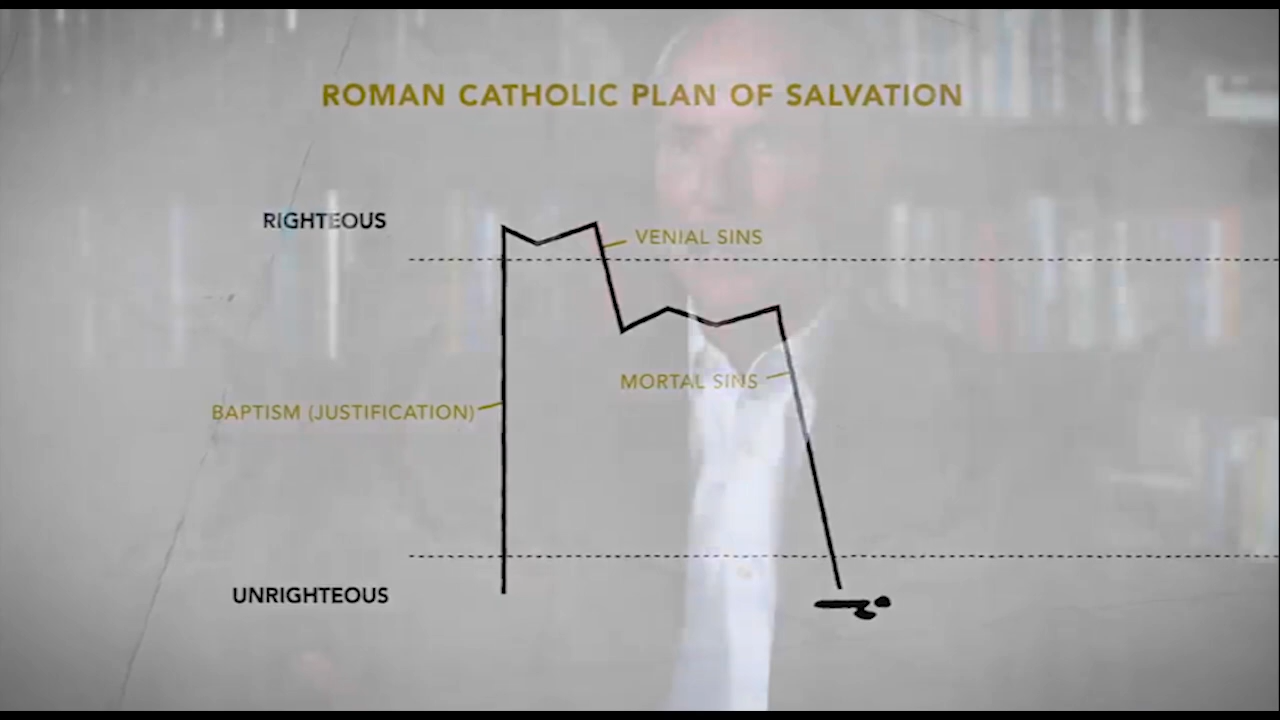 ROMAN CATHOLIC PLAN OF SALVATION
RIGHTEOUS
VENIAL SINS
MORTAL SINS
BAPTISM (JUSTIFICATION)
UNRIGHTEOUS